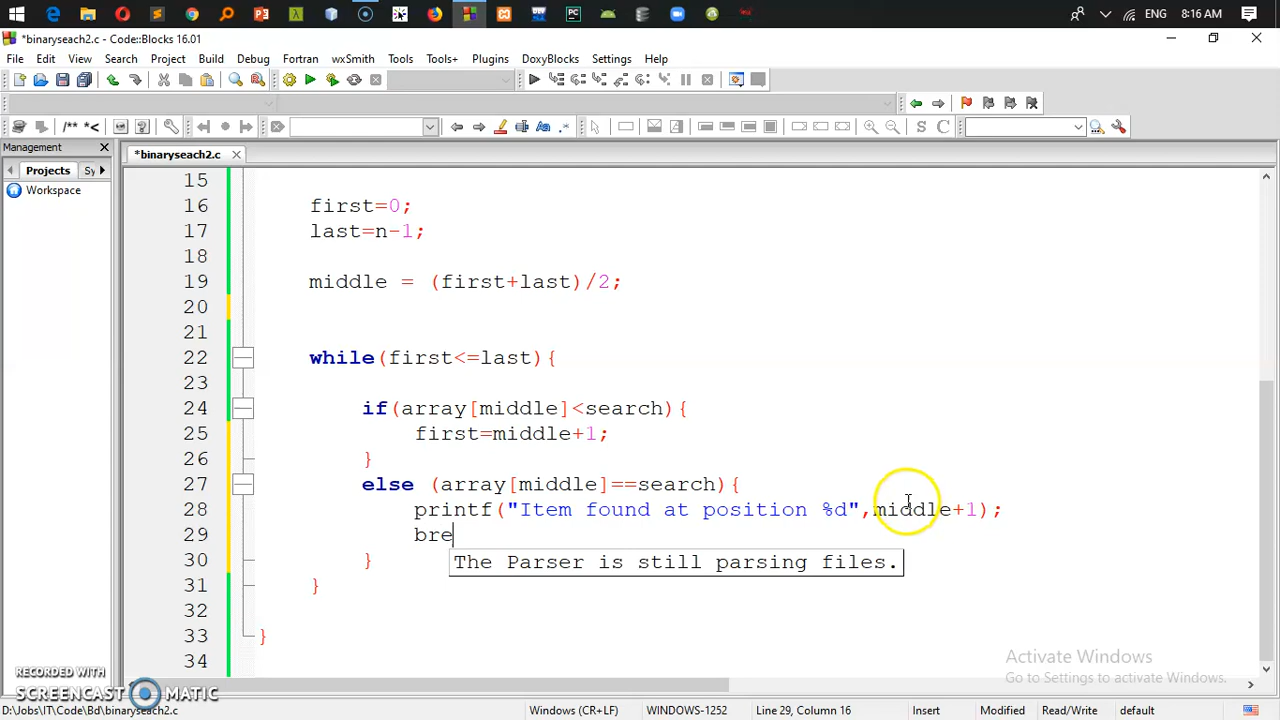 ENG 8:16 AM
*binaryseach2.c - Code::Blocks 16.01
File Edit View Search Project Build Debug Fortran wxSmith Tools Tools+ Plugins DoxyBlocks Settings Help
/** *<
S C
Management
*binaryseach2.c
Projects Sy
Workspace
15
16 first=0;
17 last=n-1;
18
19 middle = (first+last)/2;
20
21
22 while(first<=last){
23
24 if(array[middle]<search){
25 first=middle+1;
26 }
27 else (array[middle]==search){
28 printf("Item found at position %d",middle+1);
29 bre
The Parser is still parsing files.
30 }
31 }
32
33 }
34
Activate Windows
Go to Settings to activate Windows.
RECORDED WITH
SCREENCAST MATIC
D:\Jobs\IT\Code\Bd\binaryseach2.c Windows (CR+LF) WINDOWS-1252 Line 29, Column 16 Insert Modified Read/Write default